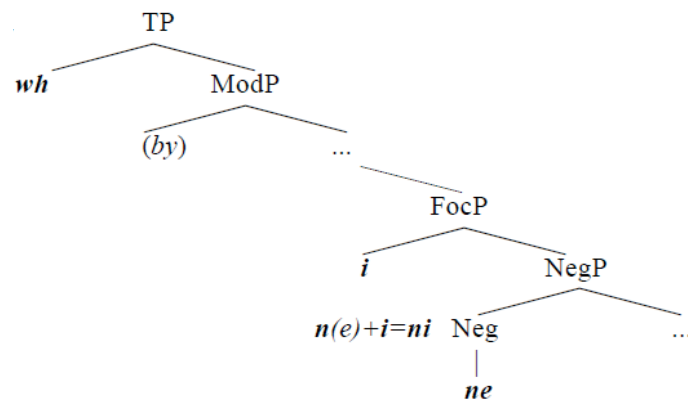 TP
wh ModP
(by) ...
FocP
i NegP
n(e)+i=ni Neg ...
ne